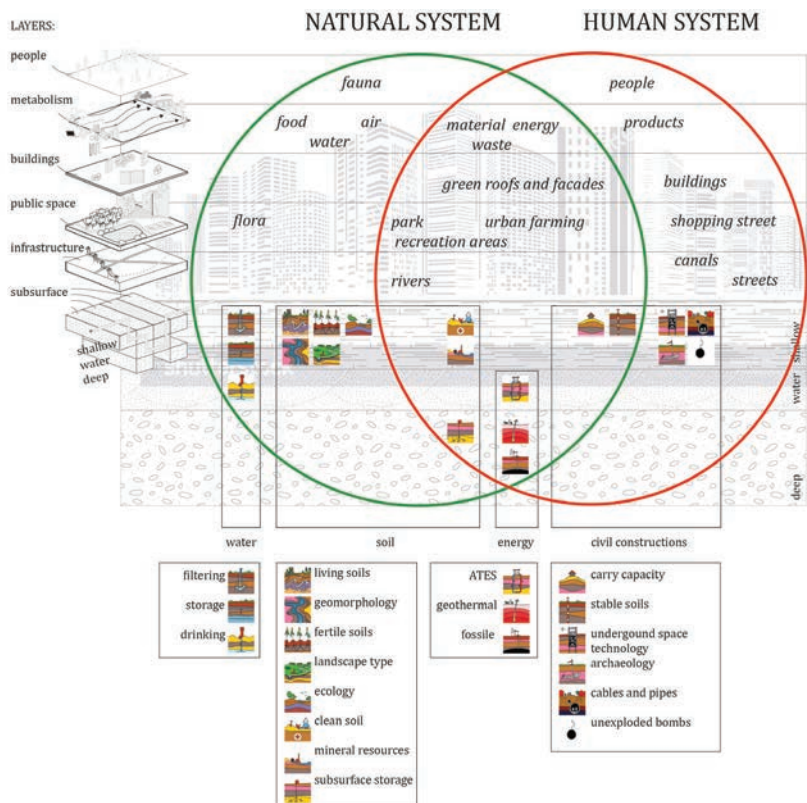 NATURAL SYSTEM
HUMAN SYSTEM
LAYERS:
people
fauna
people
metabolism
food
air
water
material energy
waste
products
buildings
green roofs and facades
buildings
public space
flora
park
urban farming
shopping street
recreation areas
infrastructure
canals
rivers
streets
subsurface
shallow
water
deep
shallow
water
deep
water
soil
energy
civil constructions
filtering
storage
drinking
living soils
geomorphology
fertile soils
landscape type
ecology
clean soil
mineral resources
subsurface storage
ATES
geothermal
fossile
carry capacity
stable soils
undergound space
technology
archaeology
cables and pipes
unexploded bombs